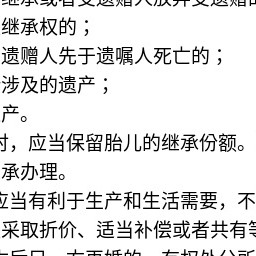 继承或者受遗赠人放弃受遗赠的
继承权的；
遗赠人先于遗嘱人死亡的；
涉及的遗产；
产。
时，应当保留胎儿的继承份额。
承办理。
应当有利于生产和生活需要，不
采取折价、适当补偿或者共有等